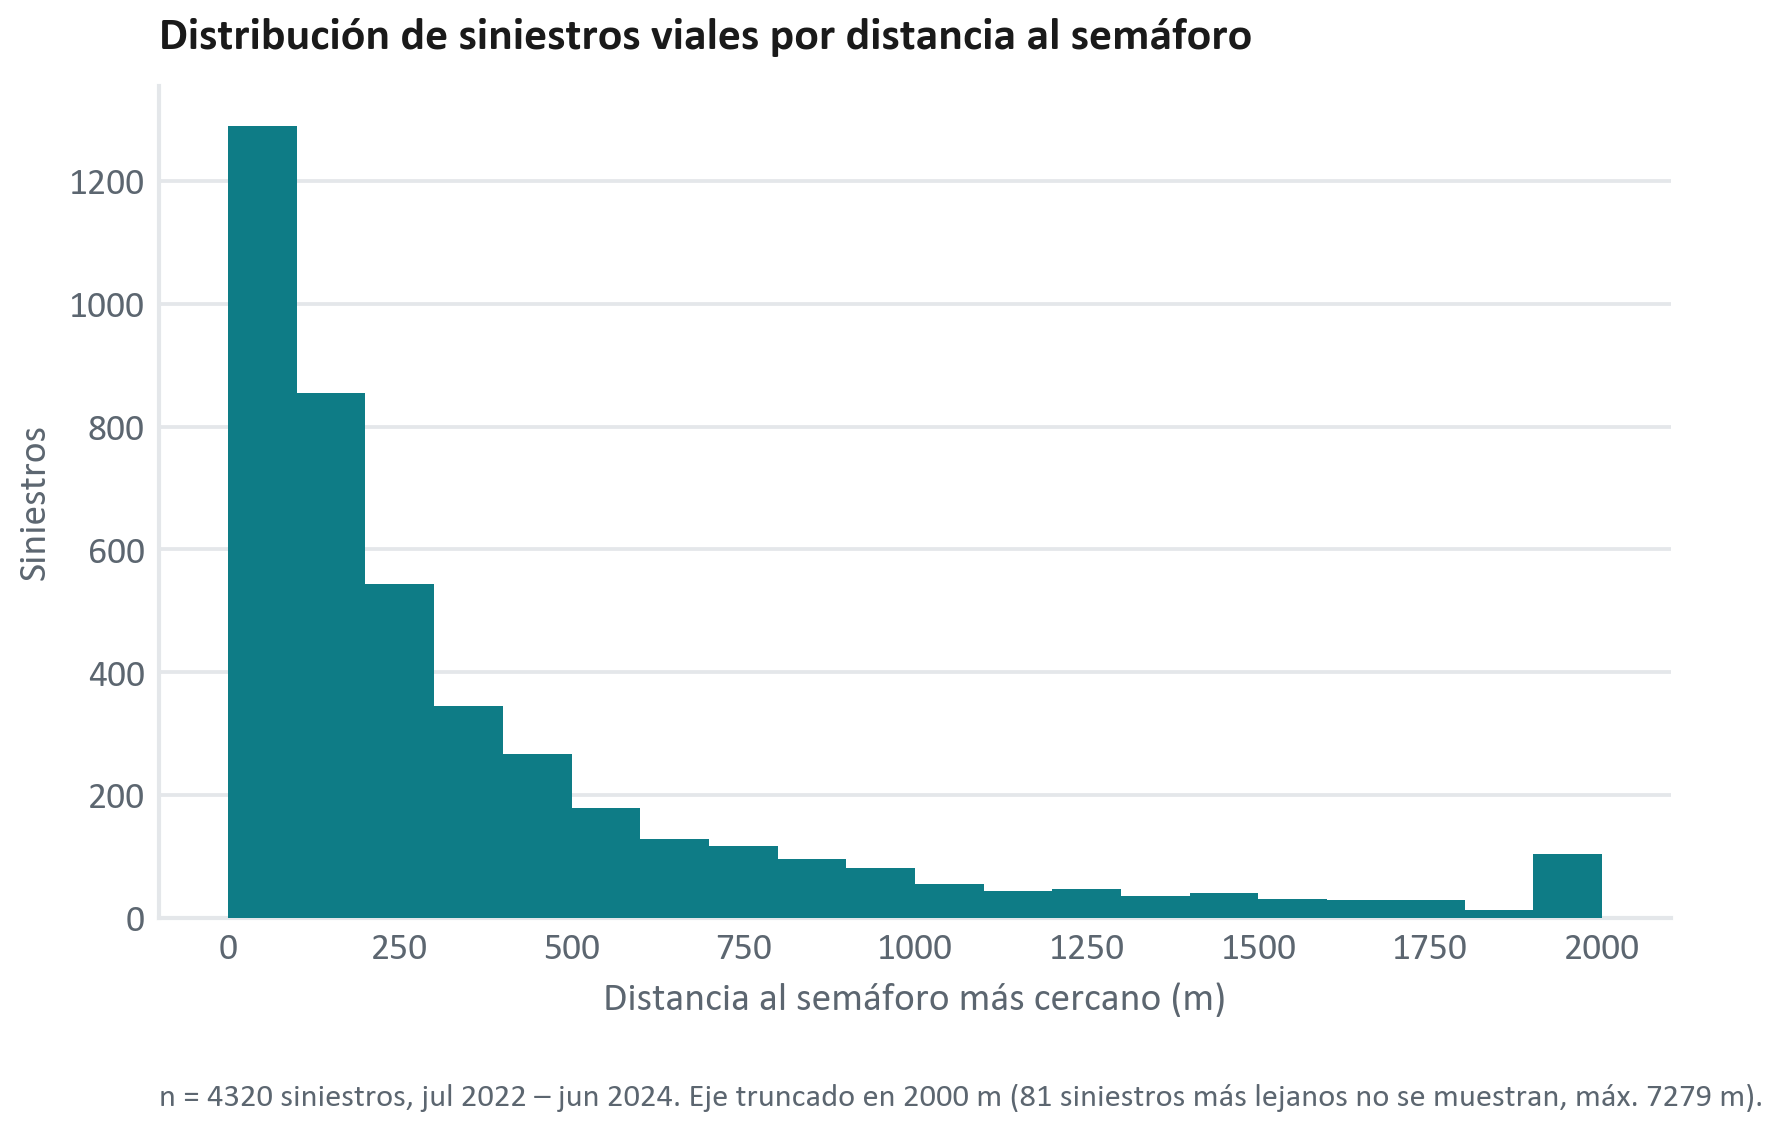 Distribución de siniestros viales por distancia al semáforo
1200
1000
800
600
400
200
0
Siniestros
0 250 500 750 1000 1250 1500 1750 2000
Distancia al semáforo más cercano (m)
n = 4320 siniestros, jul 2022 – jun 2024. Eje truncado en 2000 m (81 siniestros más lejanos no se muestran, máx. 7279 m).